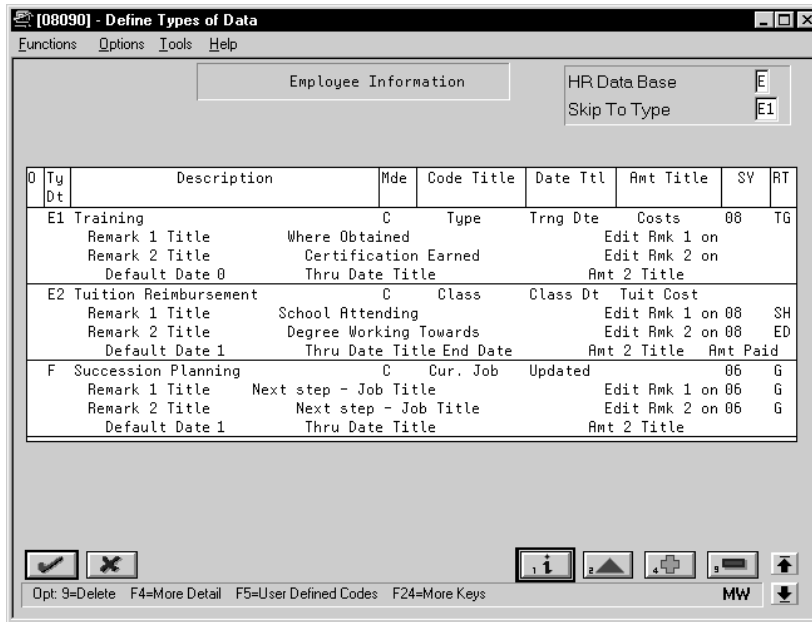 [08090] - Define Types of Data
Functions Options Tools Help
Employee Information
HR Data Base E
Skip To Type E1
O Ty Dt Description Mde Code Title Date Ttl Amt Title SY RT
E1 Training C Type Trng Dte Costs 08 TG
Remark 1 Title Where Obtained Edit Rmk 1 on
Remark 2 Title Certification Earned Edit Rmk 2 on
Default Date 0 Thru Date Title Amt 2 Title
E2 Tuition Reimbursement C Class Class Dt Tuit Cost
Remark 1 Title School Attending Edit Rmk 1 on 08 SH
Remark 2 Title Degree Working Towards Edit Rmk 2 on 08 ED
Default Date 1 Thru Date Title End Date Amt 2 Title Amt Paid
F Succession Planning C Cur. Job Updated 06 G
Remark 1 Title Next step - Job Title Edit Rmk 1 on 06 G
Remark 2 Title Next step - Job Title Edit Rmk 2 on 06 G
Default Date 1 Thru Date Title Amt 2 Title
1 i 2 4 9
Opt: 9=Delete F4=More Detail F5=User Defined Codes F24=More Keys MW